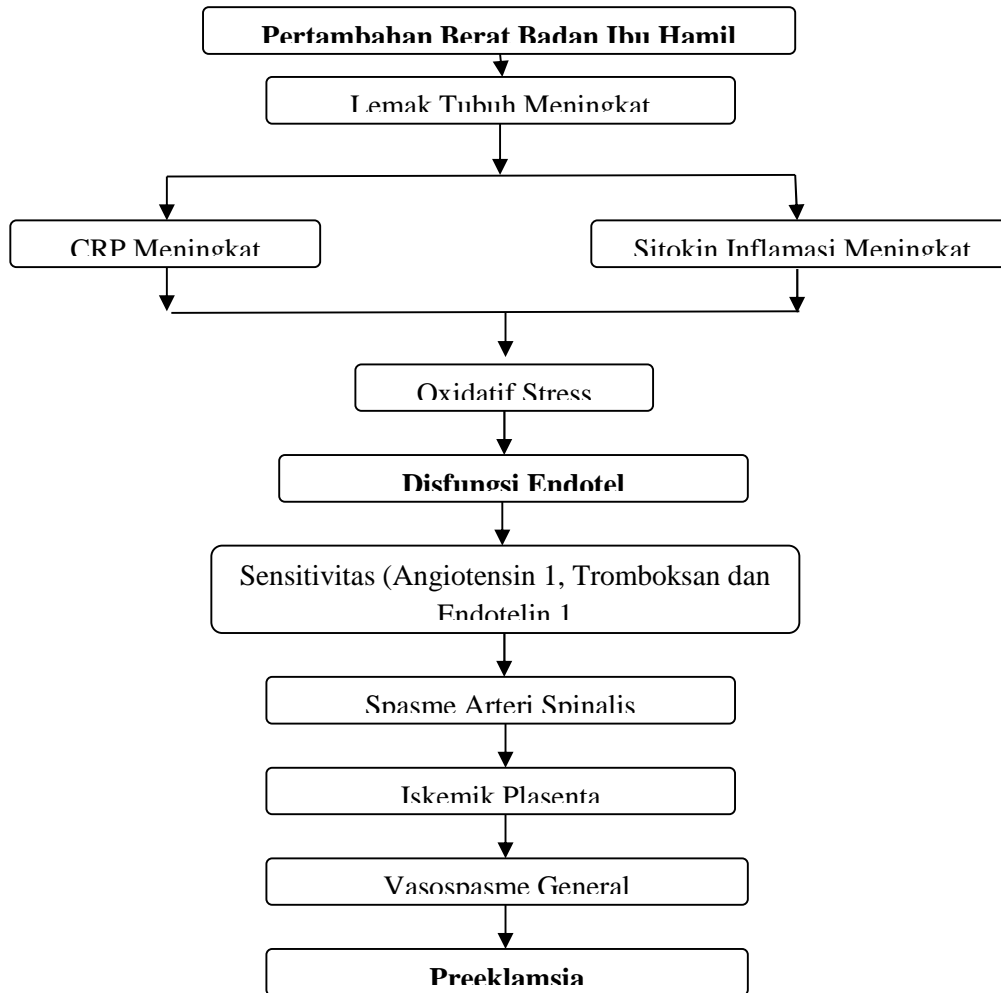 Pertambahan Berat Badan Ibu Hamil
Lemak Tubuh Meningkat
CRP Meningkat
Sitokin Inflamasi Meningkat
Oxidatif Stress
Disfungsi Endotel
Sensitivitas (Angiotensin 1, Tromboksan dan
Endotelin 1
Spasme Arteri Spinalis
Iskemik Plasenta
Vasospasme General
Preeklamsia